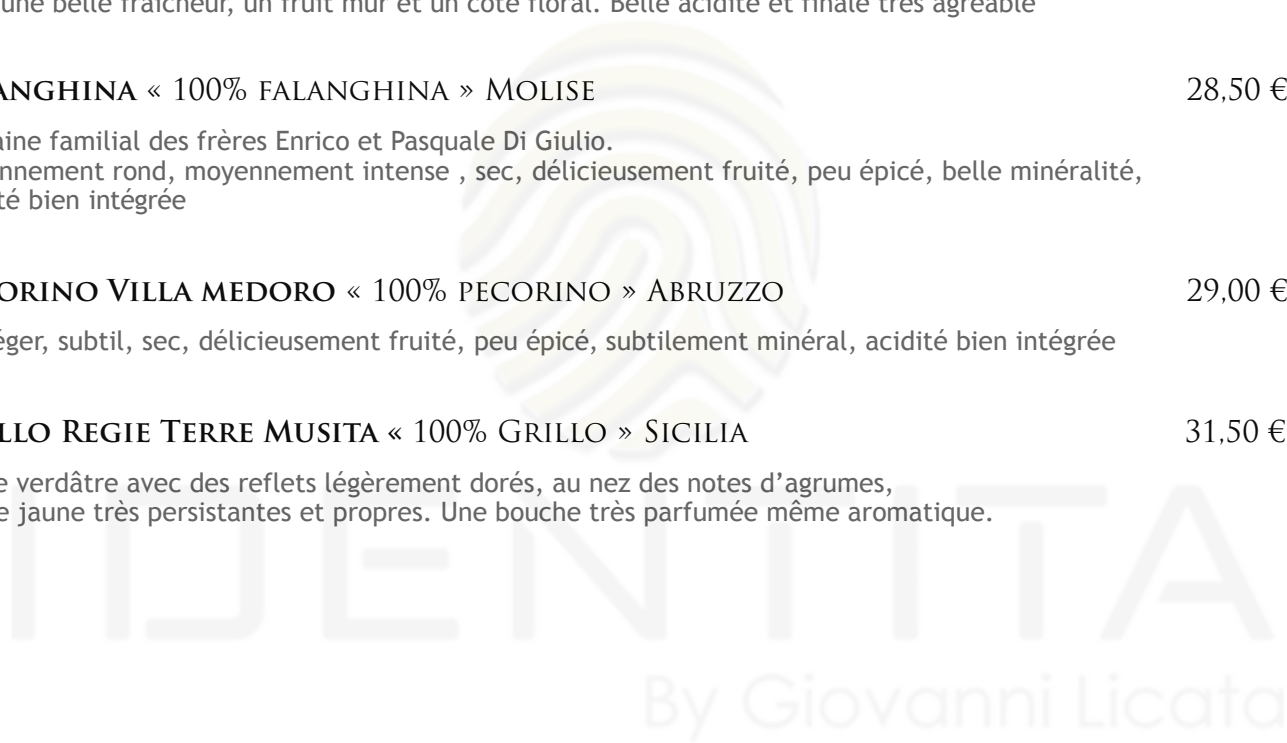 une belle fraîcheur, un fruit mûr et un côté floral. Belle acidité et finale très agréable
ANGHINA « 100% FALANGHINA » MOLISE 28,50 €
aine familial des frères Enrico et Pasquale Di Giulio.
nnement rond, moyennement intense , sec, délicieusement fruité, peu épicé, belle minéralité,
té bien intégrée
ORINO VILLA MEDORO « 100% PECORINO » ABRUZZO 29,00 €
éger, subtil, sec, délicieusement fruité, peu épicé, subtilement minéral, acidité bien intégrée
LLO REGIE TERRE MUSITA « 100% GRILLO » SICILIA 31,50 €
e verdâtre avec des reflets légèrement dorés, au nez des notes d’agrumes,
e jaune très persistantes et propres. Une bouche très parfumée même aromatique.
IDENTITA
By Giovanni Licata